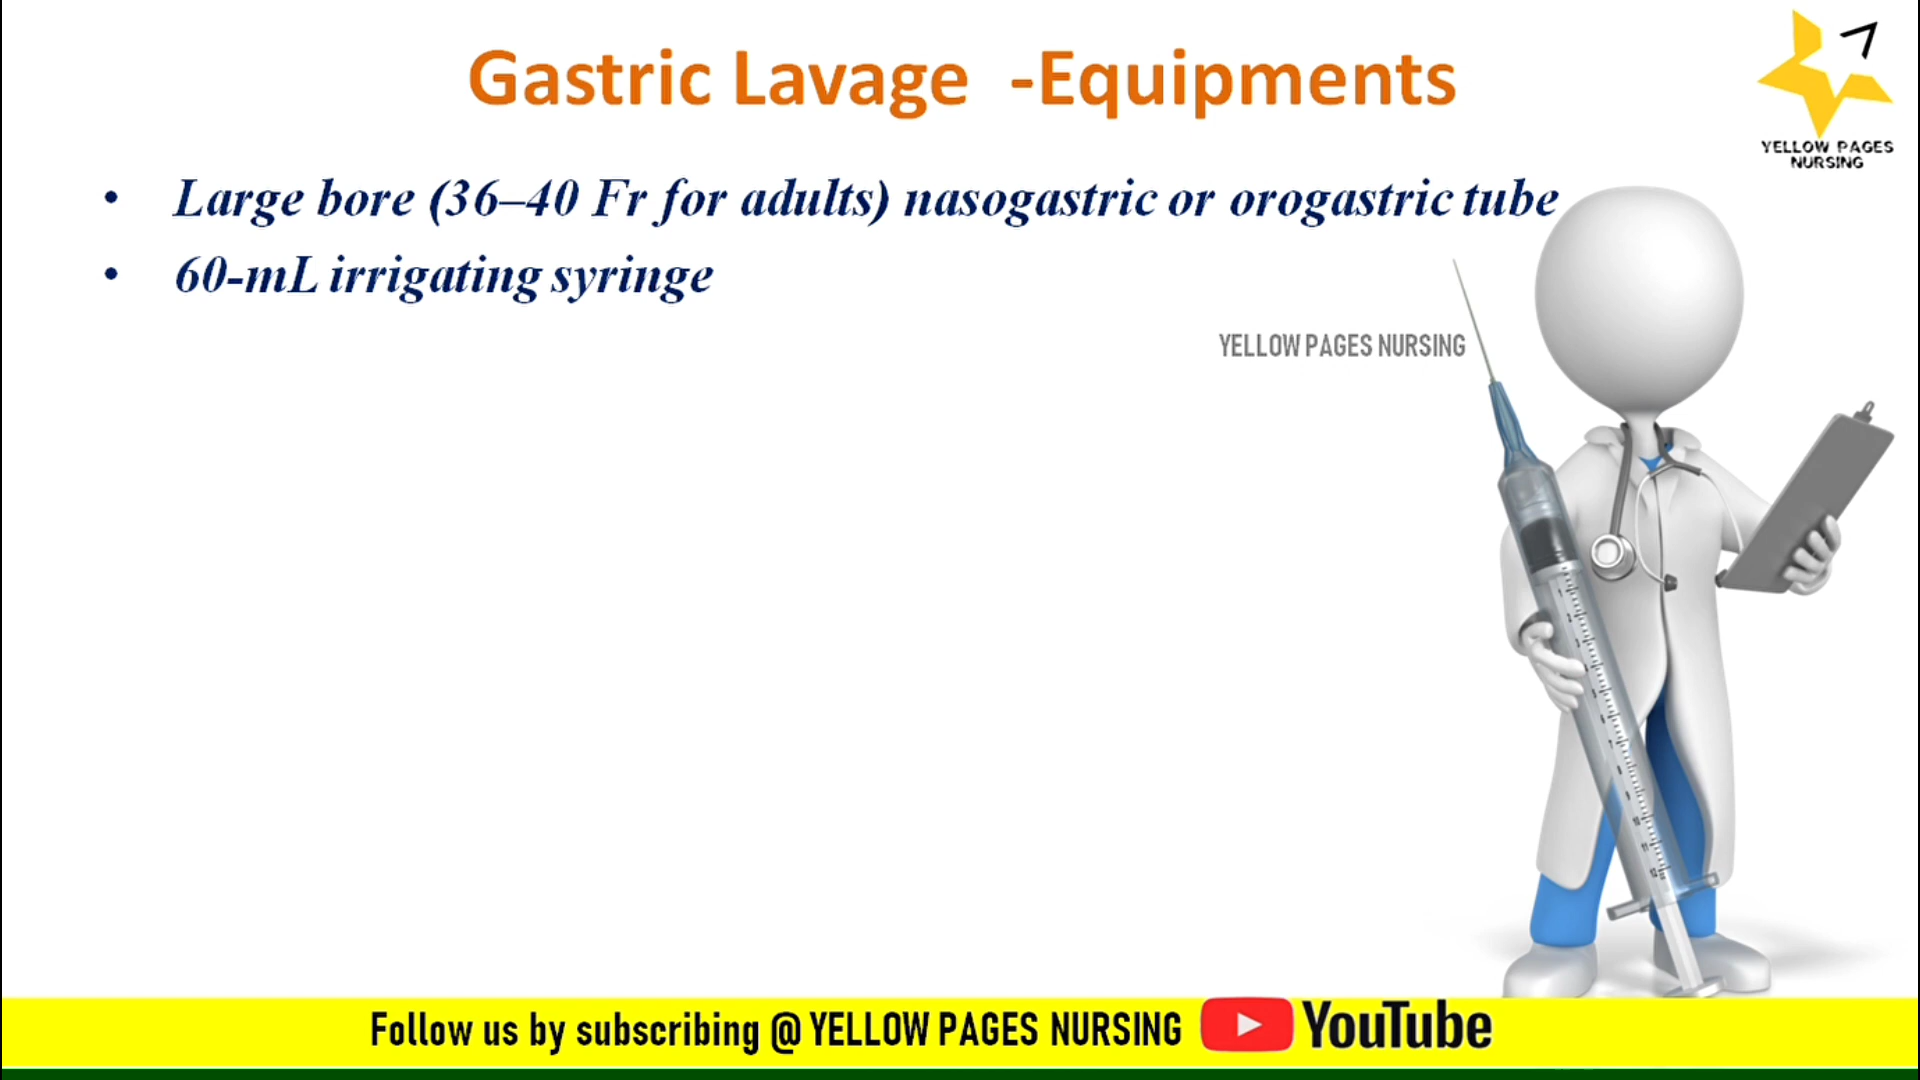 Gastric Lavage -Equipments
YELLOW PAGES
NURSING
• Large bore (36–40 Fr for adults) nasogastric or orogastric tube
• 60-mL irrigating syringe
YELLOW PAGES NURSING
Follow us by subscribing @ YELLOW PAGES NURSING YouTube